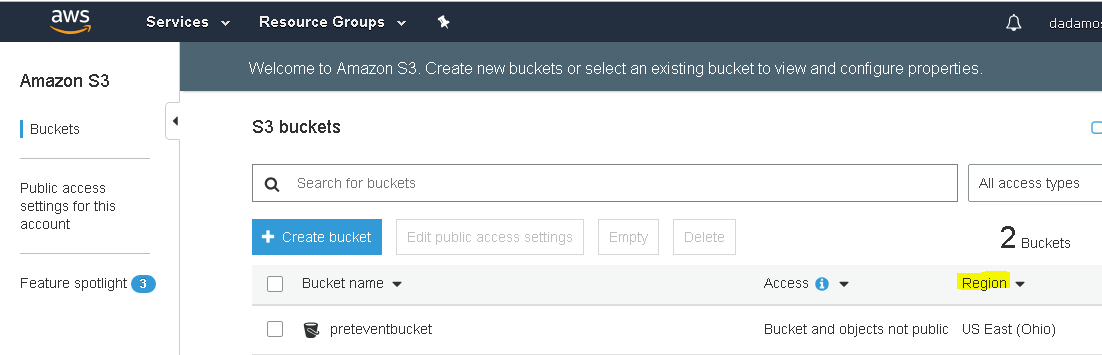 aws
Services
Resource Groups
dadamos
Amazon S3
Welcome to Amazon S3. Create new buckets or select an existing bucket to view and configure properties.
Buckets
S3 buckets
Search for buckets
All access types
Public access
settings for this
account
Create bucket
Edit public access settings
Empty
Delete
2 Buckets
Feature spotlight 3
Bucket name
Access
Region
preteventbucket
Bucket and objects not public
US East (Ohio)